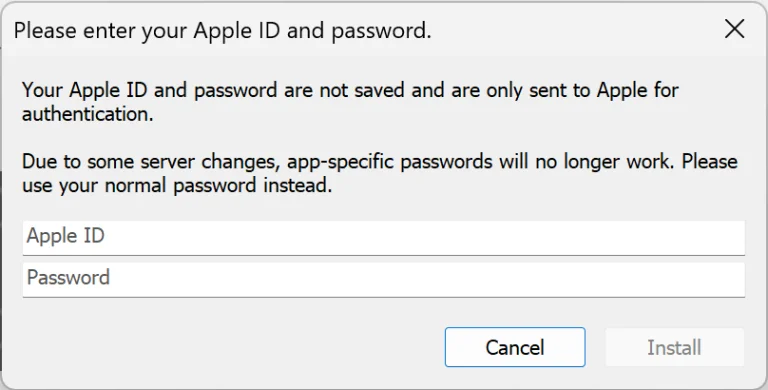 Please enter your Apple ID and password.
Your Apple ID and password are not saved and are only sent to Apple for
authentication.
Due to some server changes, app-specific passwords will no longer work. Please
use your normal password instead.
Apple ID
Password
Cancel
Install